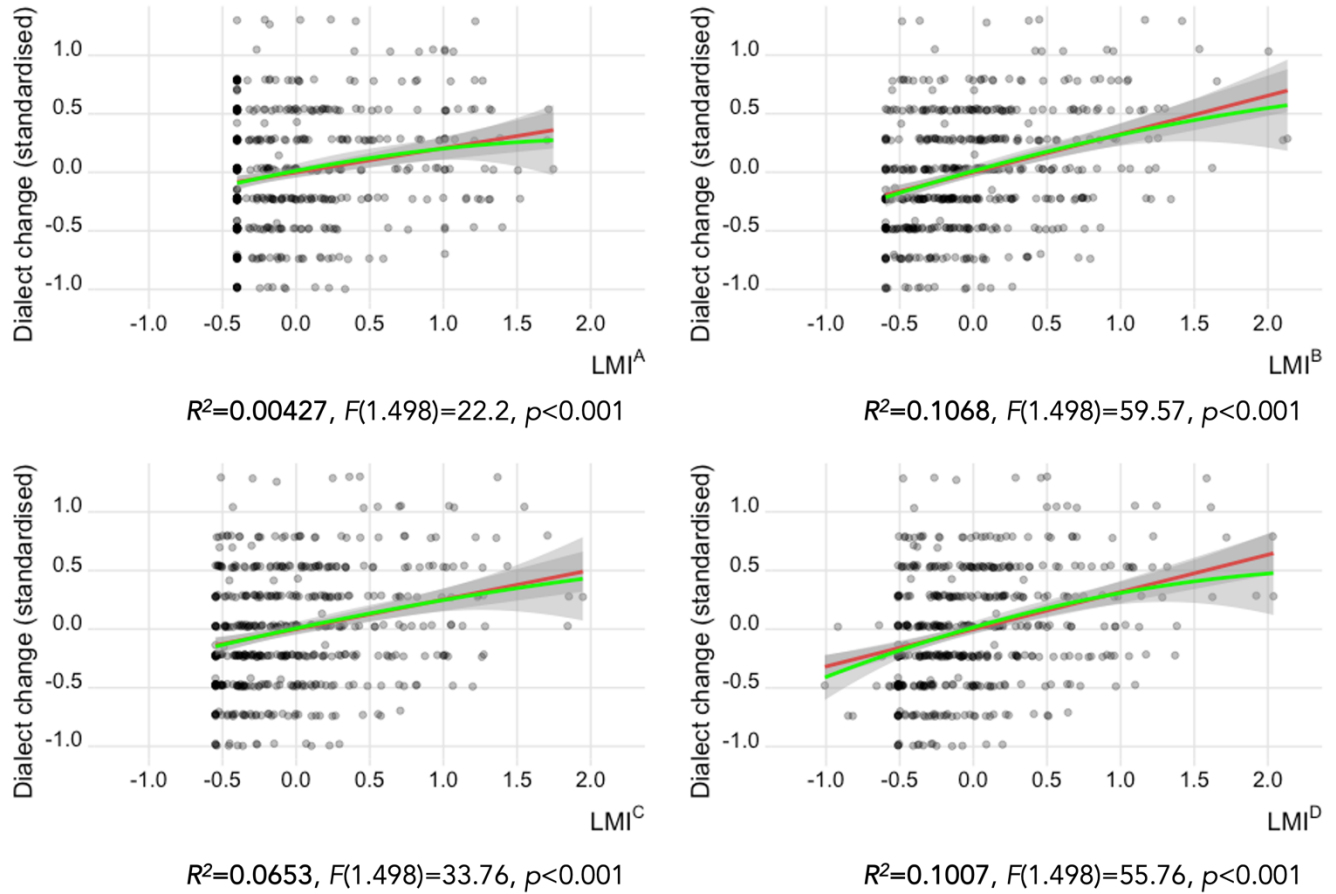 Dialect change (standardised)
1.0
0.5
0.0
-0.5
-1.0
-1.0 -0.5 0.0 0.5 1.0 1.5 2.0
LMIᴬ
R²=0.00427, F(1.498)=22.2, p<0.001
Dialect change (standardised)
1.0
0.5
0.0
-0.5
-1.0
-1.0 -0.5 0.0 0.5 1.0 1.5 2.0
LMIᴮ
R²=0.1068, F(1.498)=59.57, p<0.001
Dialect change (standardised)
1.0
0.5
0.0
-0.5
-1.0
-1.0 -0.5 0.0 0.5 1.0 1.5 2.0
LMIC
R²=0.0653, F(1.498)=33.76, p<0.001
Dialect change (standardised)
1.0
0.5
0.0
-0.5
-1.0
-1.0 -0.5 0.0 0.5 1.0 1.5 2.0
LMIᴰ
R²=0.1007, F(1.498)=55.76, p<0.001